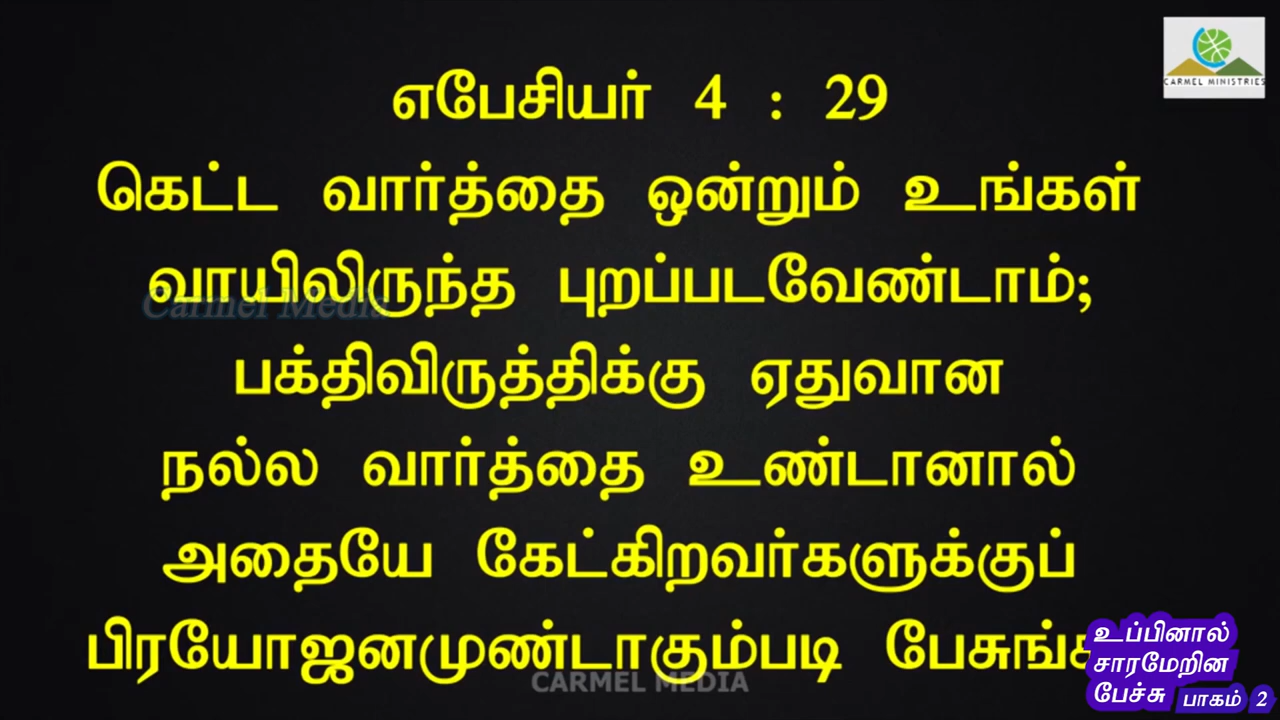 CARMEL MINISTRIES
எபேசியர் 4 : 29
கெட்ட வார்த்தை ஒன்றும் உங்கள்
வாயிலிருந்த புறப்படவேண்டாம்;
Carmel Media
பக்திவிருத்திக்கு ஏதுவான
நல்ல வார்த்தை உண்டானால்
அதையே கேட்கிறவர்களுக்குப்
பிரயோஜனமுண்டாகும்படி
CARMEL MEDIA
உப்பினால்
சாரமேறின
பேச்சு பாகம் 2